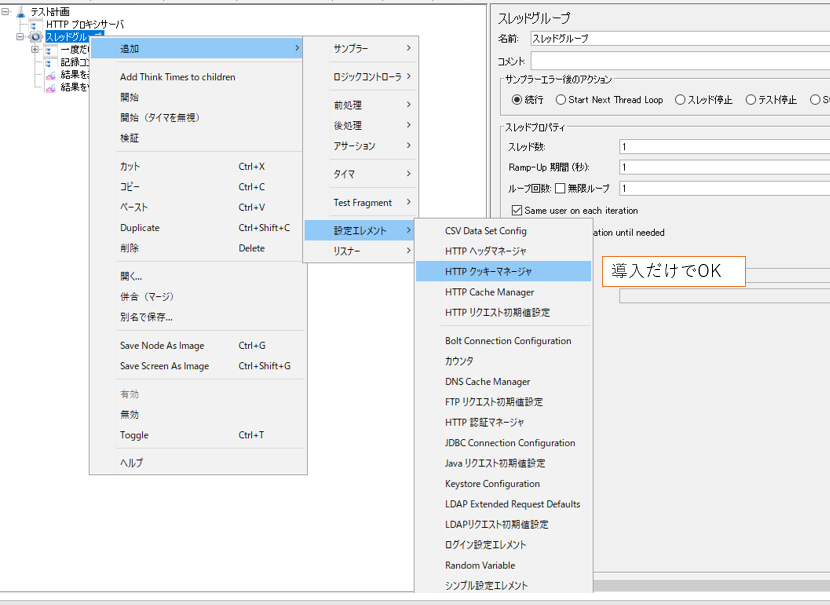 テスト計画
HTTP プロキシサーバ
スレッドグループ
一度だ
記録コ
結果を
結果を
追加
Add Think Times to children
開始
開始（タイマを無視）
検証
カット Ctrl+X
コピー Ctrl+C
ペースト Ctrl+V
Duplicate Ctrl+Shift+C
削除 Delete
開く...
併合（マージ）
別名で保存...
Save Node As Image Ctrl+G
Save Screen As Image Ctrl+Shift+G
有効
無効
Toggle Ctrl+T
ヘルプ
サンプラー
ロジックコントローラ
前処理
後処理
アサーション
タイマ
Test Fragment
設定エレメント
リスナー
CSV Data Set Config
HTTP ヘッダマネージャ
HTTP クッキーマネージャ
HTTP Cache Manager
HTTP リクエスト初期値設定
Bolt Connection Configuration
カウンタ
DNS Cache Manager
FTP リクエスト初期値設定
HTTP 認証マネージャ
JDBC Connection Configuration
Java リクエスト初期値設定
Keystore Configuration
LDAP Extended Request Defaults
LDAPリクエスト初期値設定
ログイン設定エレメント
Random Variable
シンプル設定エレメント
スレッドグループ
名前: スレッドグループ
コメント
サンプラーエラー後のアクション
続行 Start Next Thread Loop スレッド停止 テスト停止 S
スレッドプロパティ
スレッド数: 1
Ramp-Up 期間 (秒): 1
ループ回数: 無限ループ 1
Same user on each iteration
ation until needed
導入だけでOK